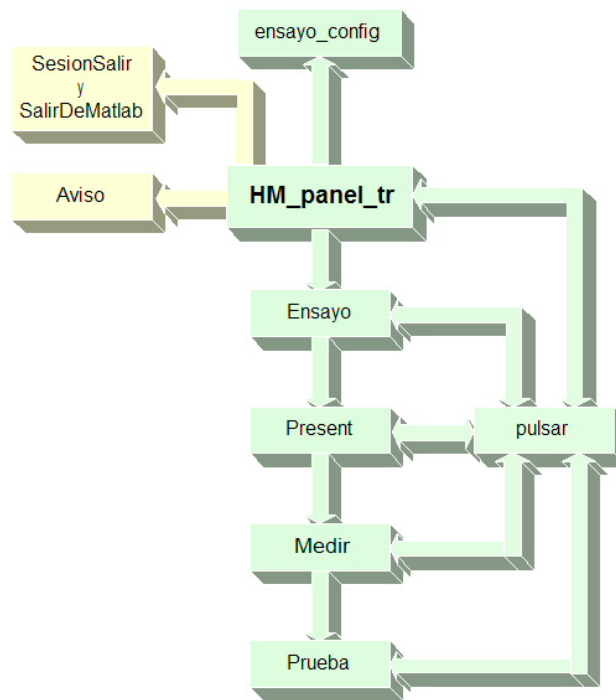 ensayo_config
SesionSalir
y
SalirDeMatlab
HM_panel_tr
Aviso
Ensayo
Present
pulsar
Medir
Prueba